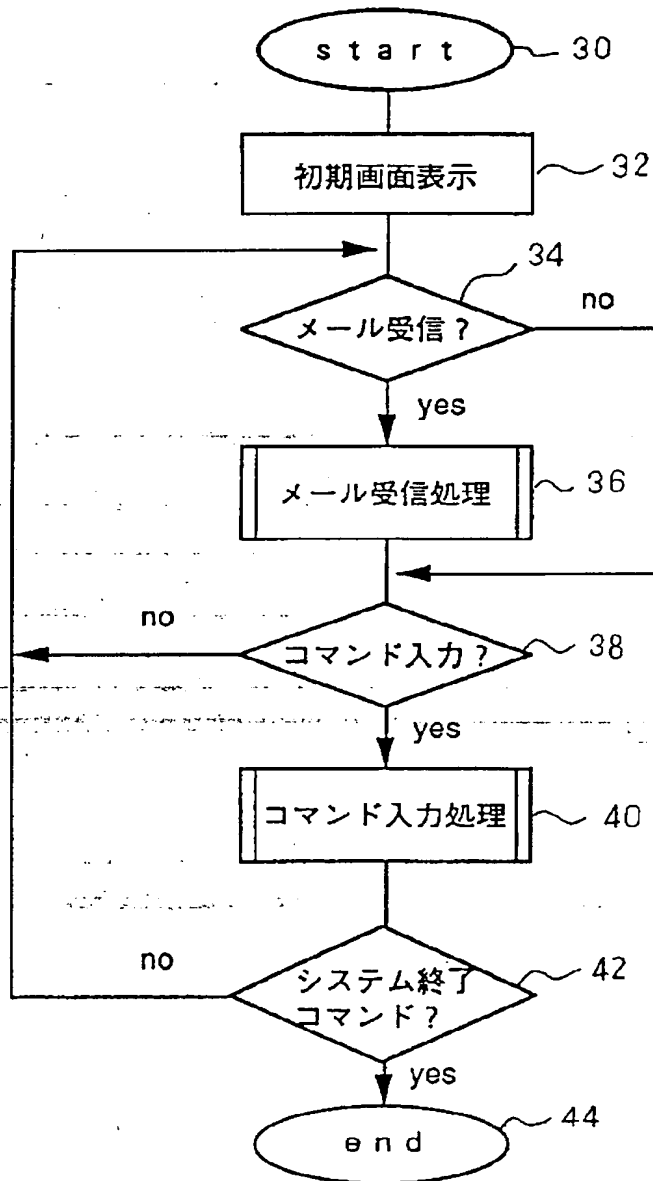 start
30
初期画面表示
32
34
メール受信?
no
yes
メール受信処理
36
no
コマンド入力?
38
yes
コマンド入力処理
40
no
システム終了
コマンド?
42
yes
end
44